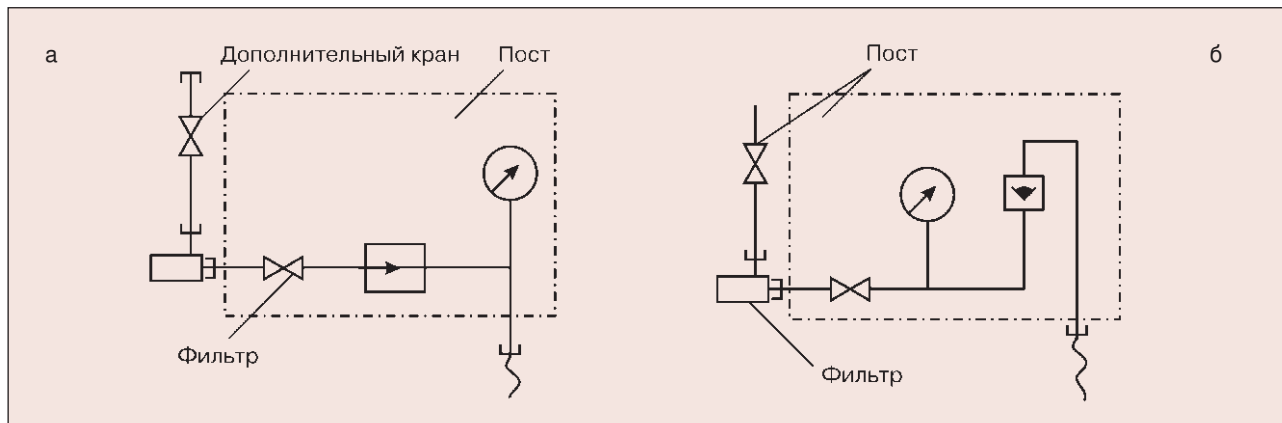 а
Дополнительный кран
Пост
Фильтр
Пост
б
Фильтр